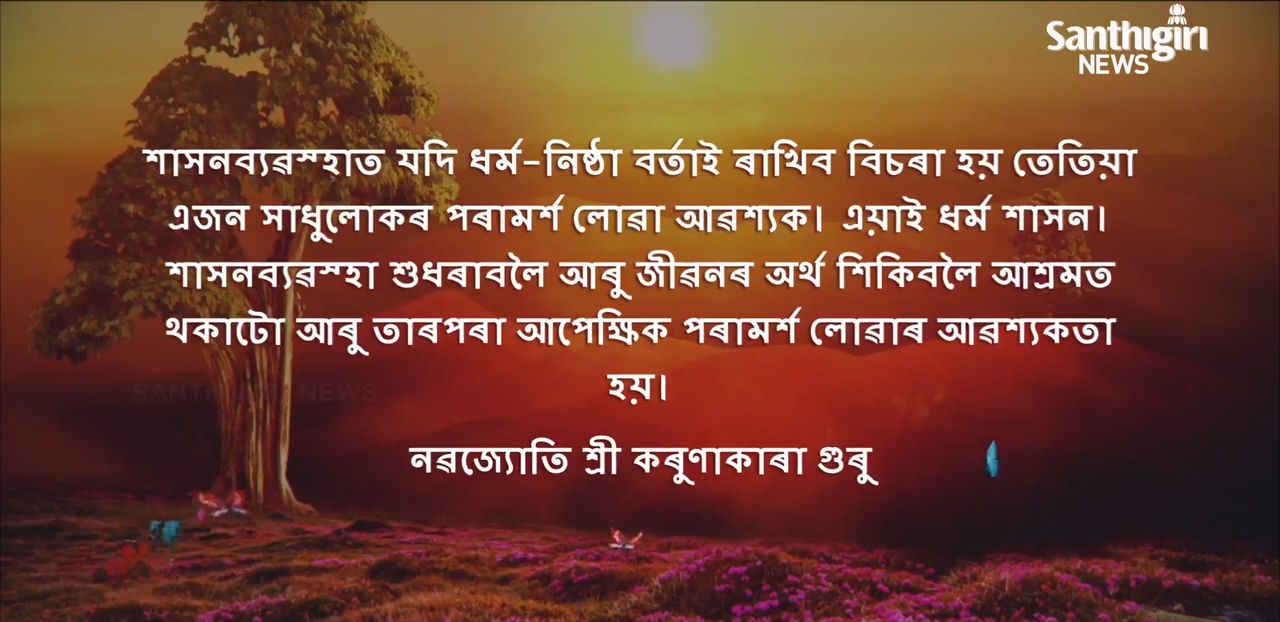 Santhigiri
NEWS
শাসনব্যৱস্হাত যদি ধৰ্ম-নিষ্ঠা বৰ্তাই ৰাখিব বিচৰা হয় তেতিয়া
এজন সাধুলোকৰ পৰামৰ্শ লোৱা আৱশ্যক। এয়াই ধৰ্ম শাসন।
শাসনব্যৱস্হা শুধৰাবলৈ আৰু জীৱনৰ অৰ্থ শিকিবলৈ আশ্ৰমত
থকাটো আৰু তাৰপৰা আপেক্ষিক পৰামৰ্শ লোৱাৰ আৱশ্যকতা
হয়।
SANTHIGIRI NEWS
নৱজ্যোতি শ্ৰী কৰুণাকাৰা গুৰু